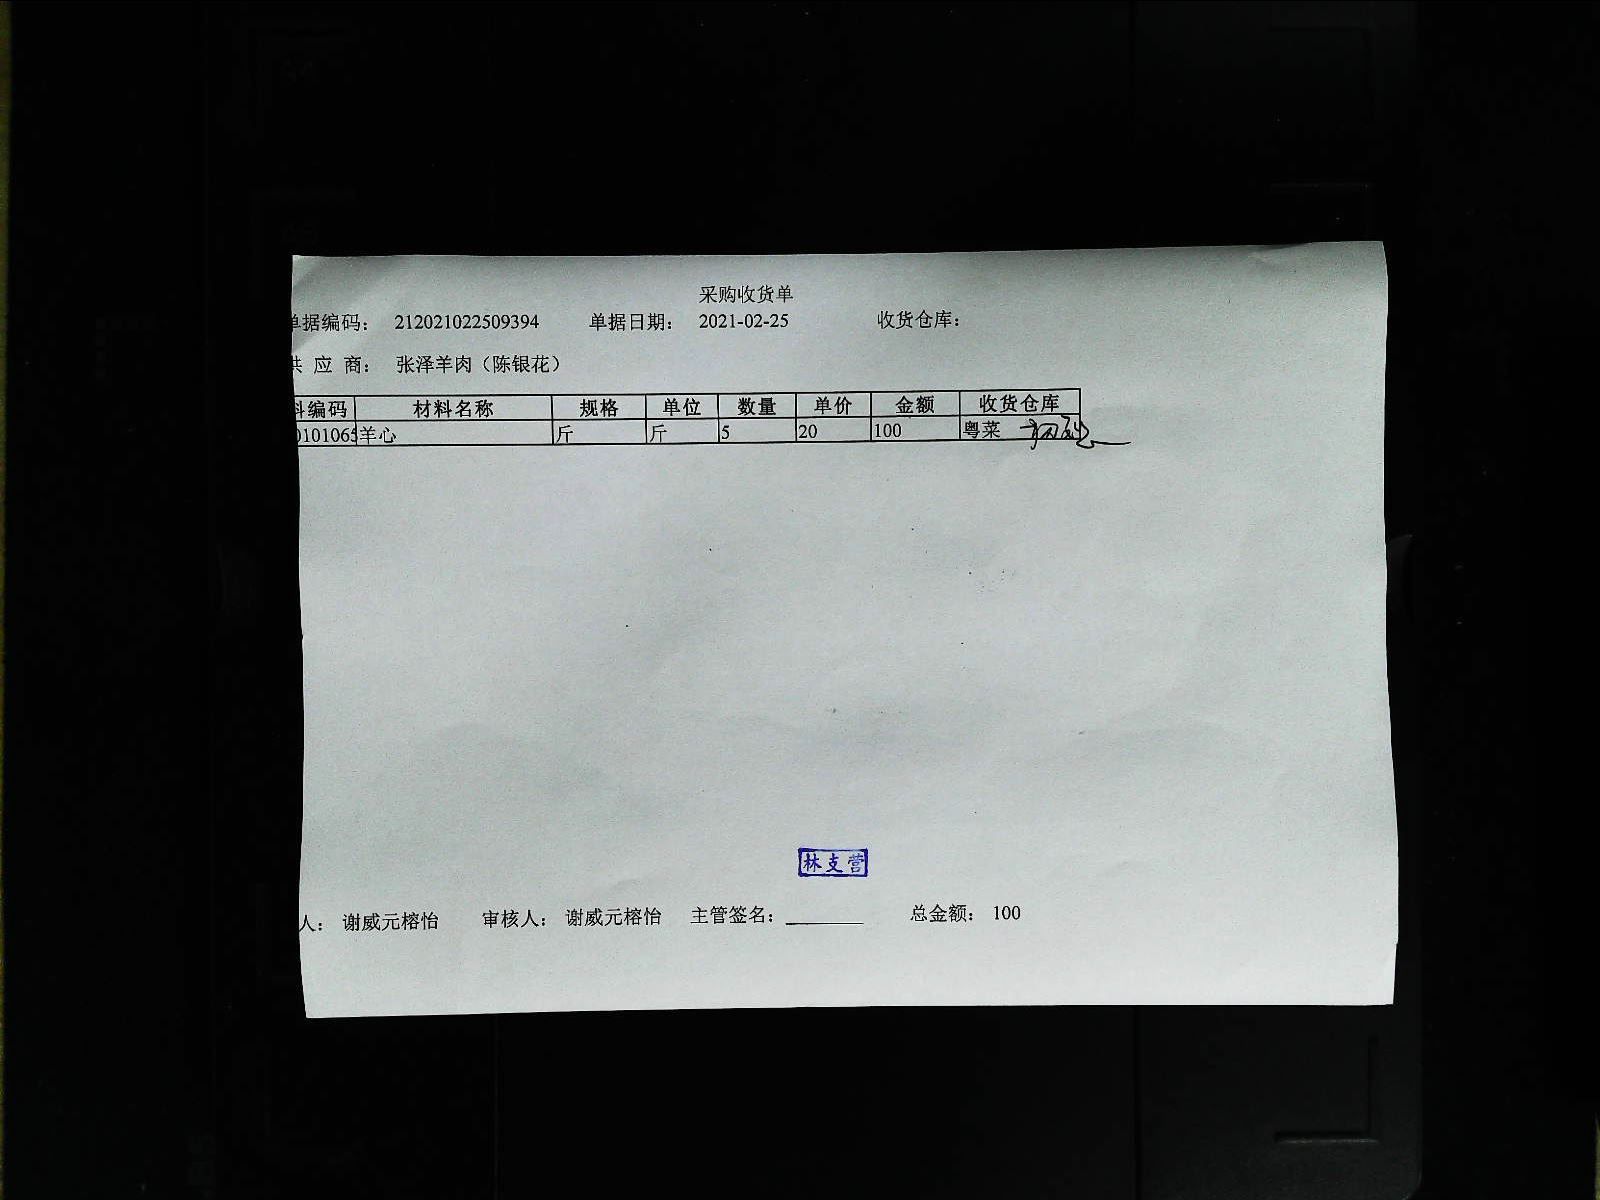 采购收货单
单据编码： 212021022509394 单据日期： 2021-02-25 收货仓库：
供 应 商： 张泽羊肉（陈银花）
料编码 材料名称 规格 单位 数量 单价 金额 收货仓库
0101065 羊心 斤 斤 5 20 100 粤菜
林支营
人： 谢威元榕怡 审核人： 谢威元榕怡 主管签名： 总金额： 100